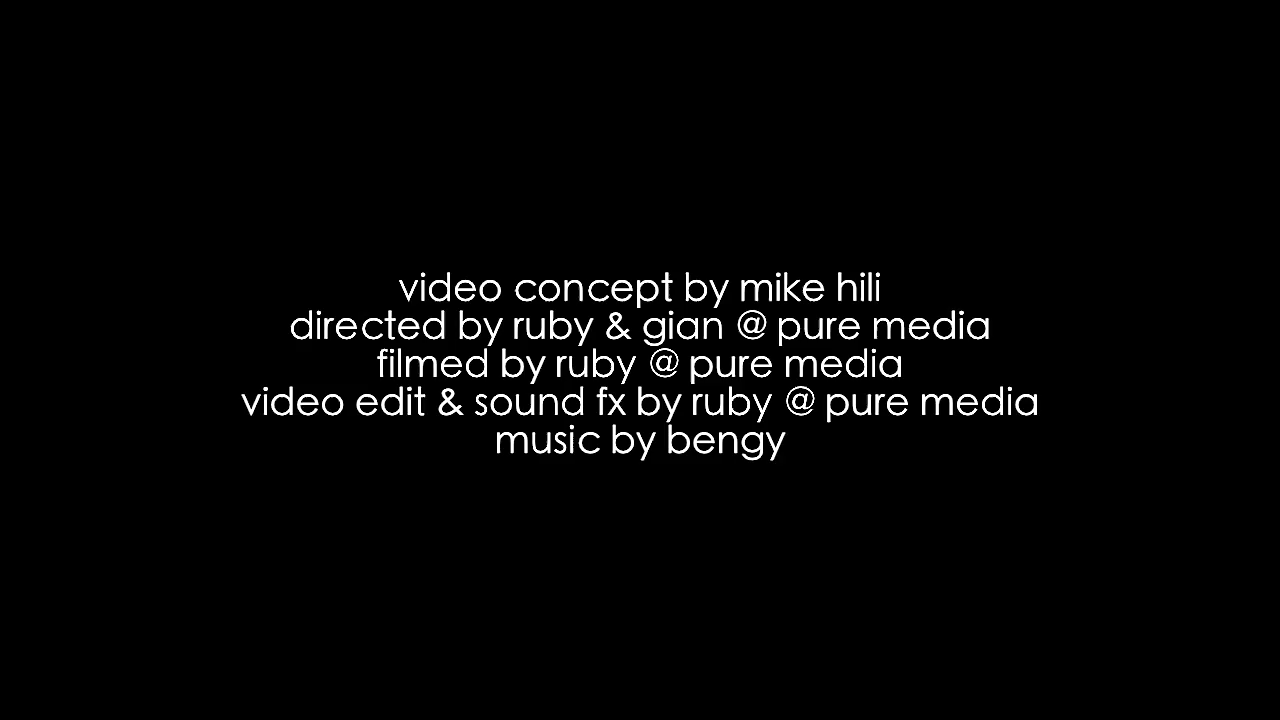 video concept by mike hili
directed by ruby & gian @ pure media
filmed by ruby @ pure media
video edit & sound fx by ruby @ pure media
music by bengy